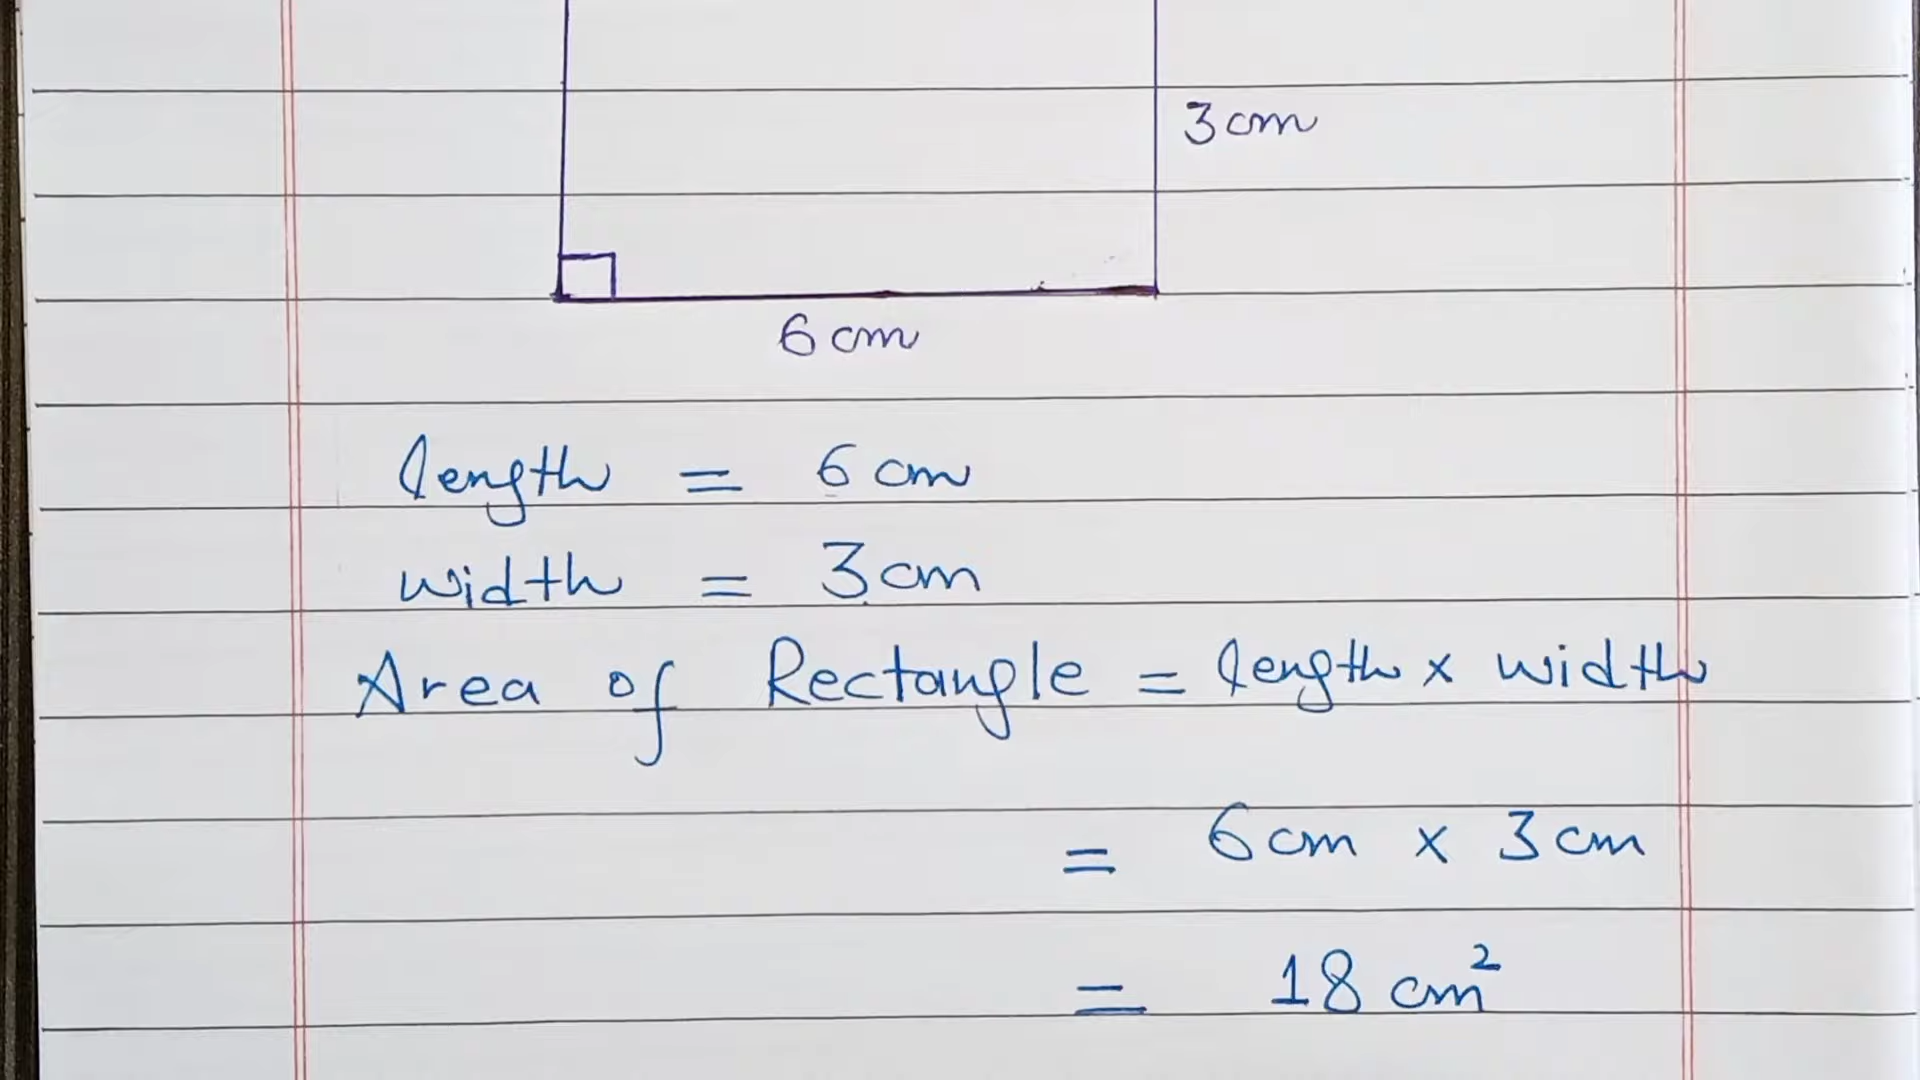 3 cm
6 cm
length = 6 cm
width = 3 cm
Area of Rectangle = length x width
= 6 cm x 3 cm
= 18 cm²